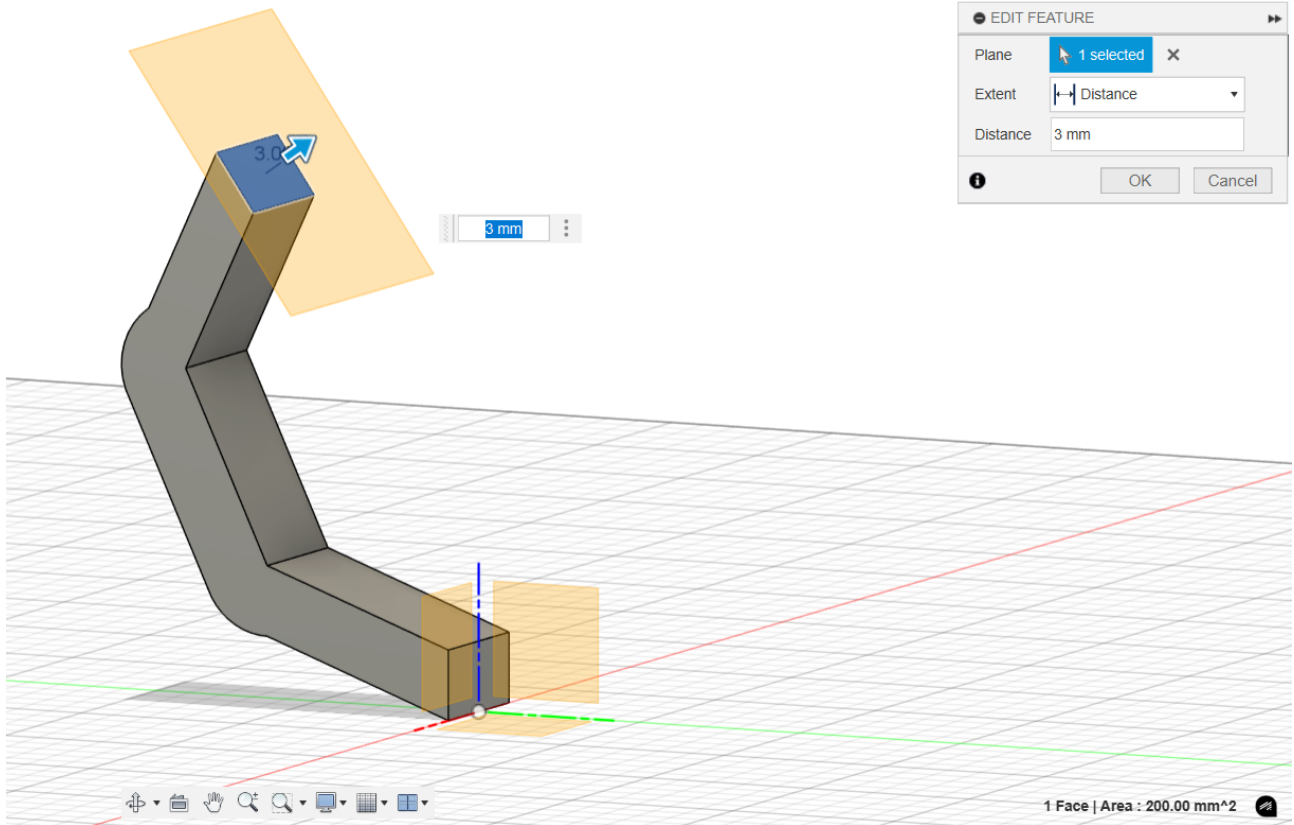 EDIT FEATURE
Plane 1 selected
Extent Distance
Distance 3 mm
OK Cancel
3.0
3 mm
1 Face | Area : 200.00 mm^2